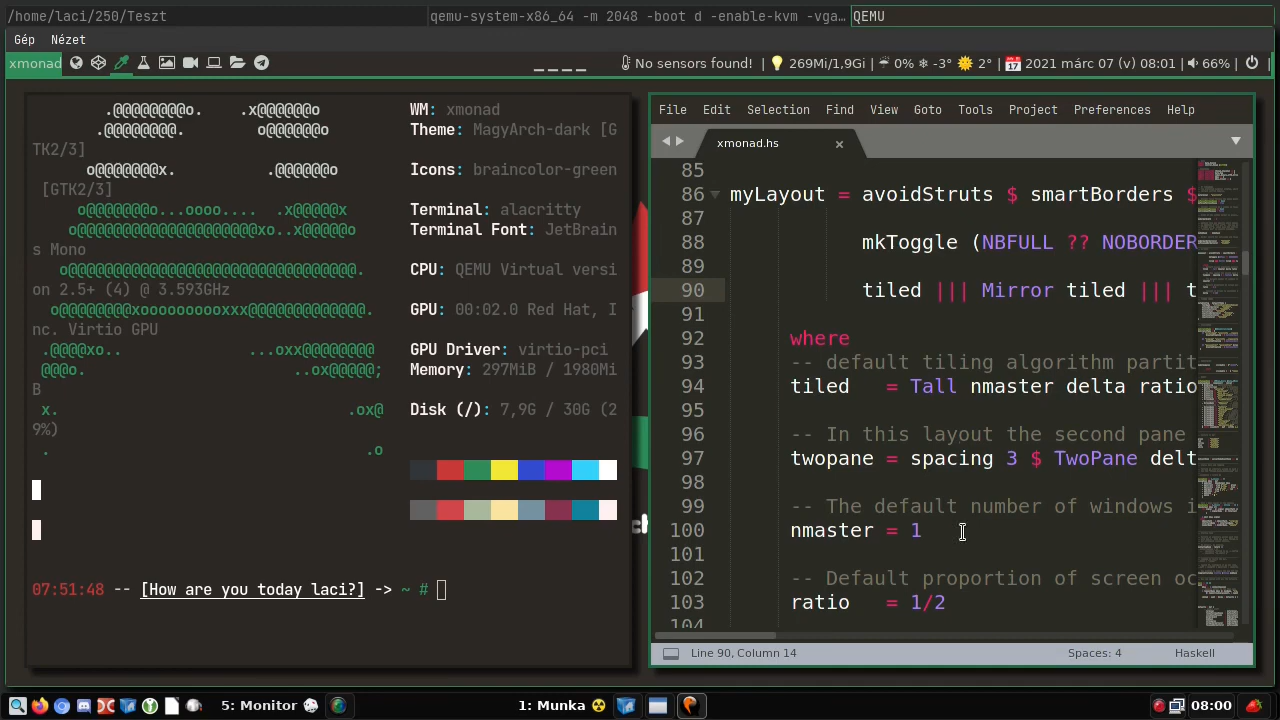 /home/laci/250/Teszt
qemu-system-x86_64 -m 2048 -boot d -enable-kvm -vga…
QEMU
Gép Nézet
xmonad
No sensors found! | 269Mi/1,9Gi | 0% -3° 2° | 2021 márc 07 (v) 08:01 | 66% |
.@@@@@@@@o. .x@@@@@@o WM: xmonad
.@@@@@@@@. o@@@@@@o Theme: MagyArch-dark [G
TK2/3]
o@@@@@@@x. .@@@@@@o Icons: braincolor-green
[GTK2/3]
o@@@@@@@o...oooo.... .x@@@@@@x Terminal: alacritty
o@@@@@@@@@@@@@@@@@@@@xo..x@@@@@o Terminal Font: JetBrain
s Mono
o@@@@@@@@@@@@@@@@@@@@@@@@@@@@@@@@. CPU: QEMU Virtual versi
on 2.5+ (4) @ 3.593GHz
o@@@@@@@@xoooooooooxxx@@@@@@@@@@@@@. GPU: 00:02.0 Red Hat, I
nc. Virtio GPU
.@@@@xo.. ...oxx@@@@@@@@ GPU Driver: virtio-pci
@@@o. ..ox@@@@@; Memory: 297MiB / 1980Mi
B
x. .ox@ Disk (/): 7,9G / 30G (2
9%)
. .o
07:51:48 -- [How are you today laci?] -> ~ #
File Edit Selection Find View Goto Tools Project Preferences Help
xmonad.hs ×
85
86 myLayout = avoidStruts $ smartBorders $
87
88 mkToggle (NBFULL ?? NOBORDER
89
90 tiled ||| Mirror tiled ||| t
91
92 where
93 -- default tiling algorithm partit
94 tiled = Tall nmaster delta ratio
95
96 -- In this layout the second pane
97 twopane = spacing 3 $ TwoPane delt
98
99 -- The default number of windows i
100 nmaster = 1
101
102 -- Default proportion of screen oc
103 ratio = 1/2
104
Line 90, Column 14 Spaces: 4 Haskell
5: Monitor 1: Munka 08:00